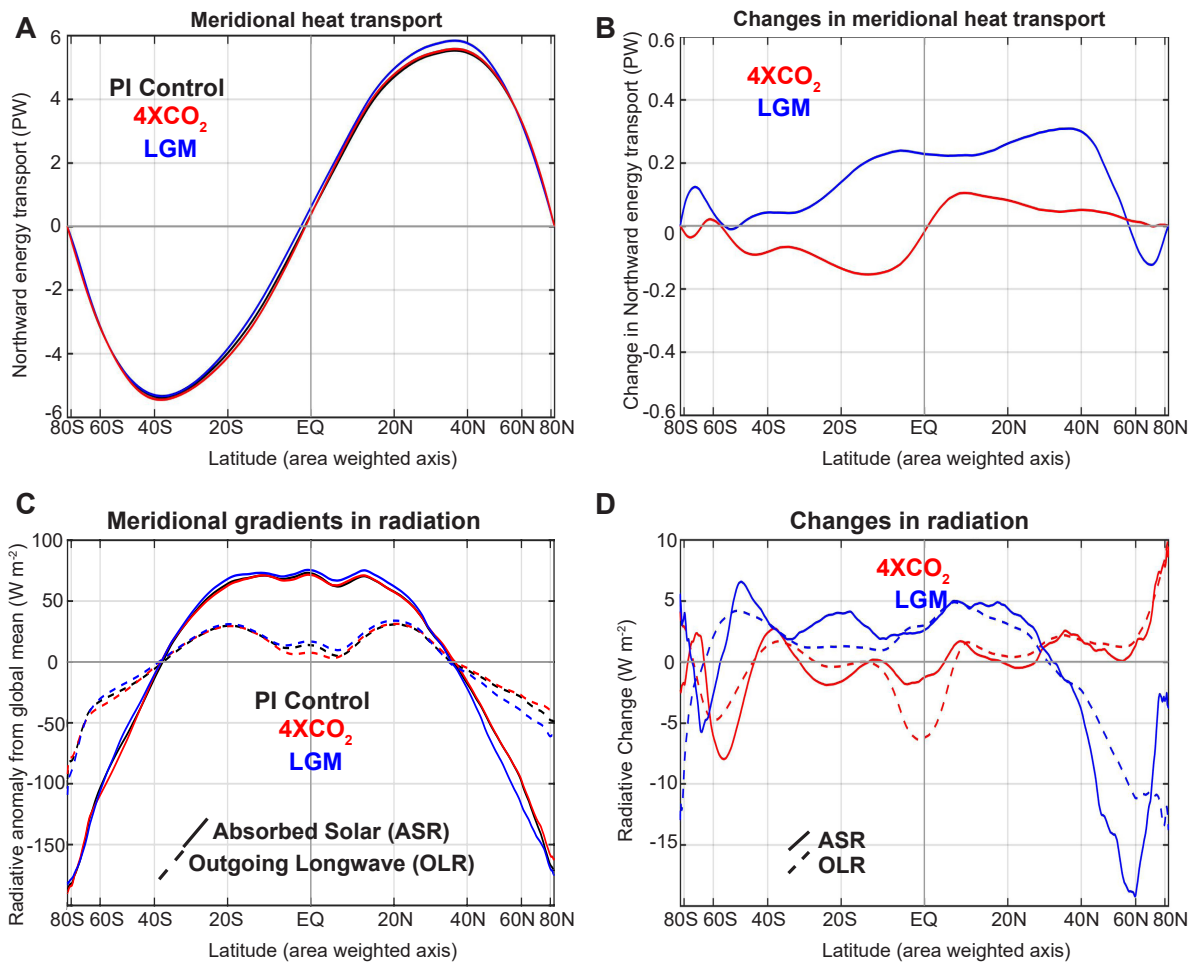 A
Meridional heat transport
Northward energy transport (PW)
6
4
2
0
-2
-4
-6
PI Control
4XCO₂
LGM
80S 60S 40S 20S EQ 20N 40N 60N 80N
Latitude (area weighted axis)
B
Changes in meridional heat transport
Change in Northward energy transport (PW)
0.6
0.4
0.2
0
-0.2
-0.4
-0.6
4XCO₂
LGM
80S 60S 40S 20S EQ 20N 40N 60N 80N
Latitude (area weighted axis)
C
Meridional gradients in radiation
Radiative anomaly from global mean (W m⁻²)
100
50
0
-50
-100
-150
PI Control
4XCO₂
LGM
Absorbed Solar (ASR)
Outgoing Longwave (OLR)
80S 60S 40S 20S EQ 20N 40N 60N 80N
Latitude (area weighted axis)
D
Changes in radiation
Radiative Change (W m⁻²)
10
5
0
-5
-10
-15
4XCO₂
LGM
ASR
OLR
80S 60S 40S 20S EQ 20N 40N 60N 80N
Latitude (area weighted axis)